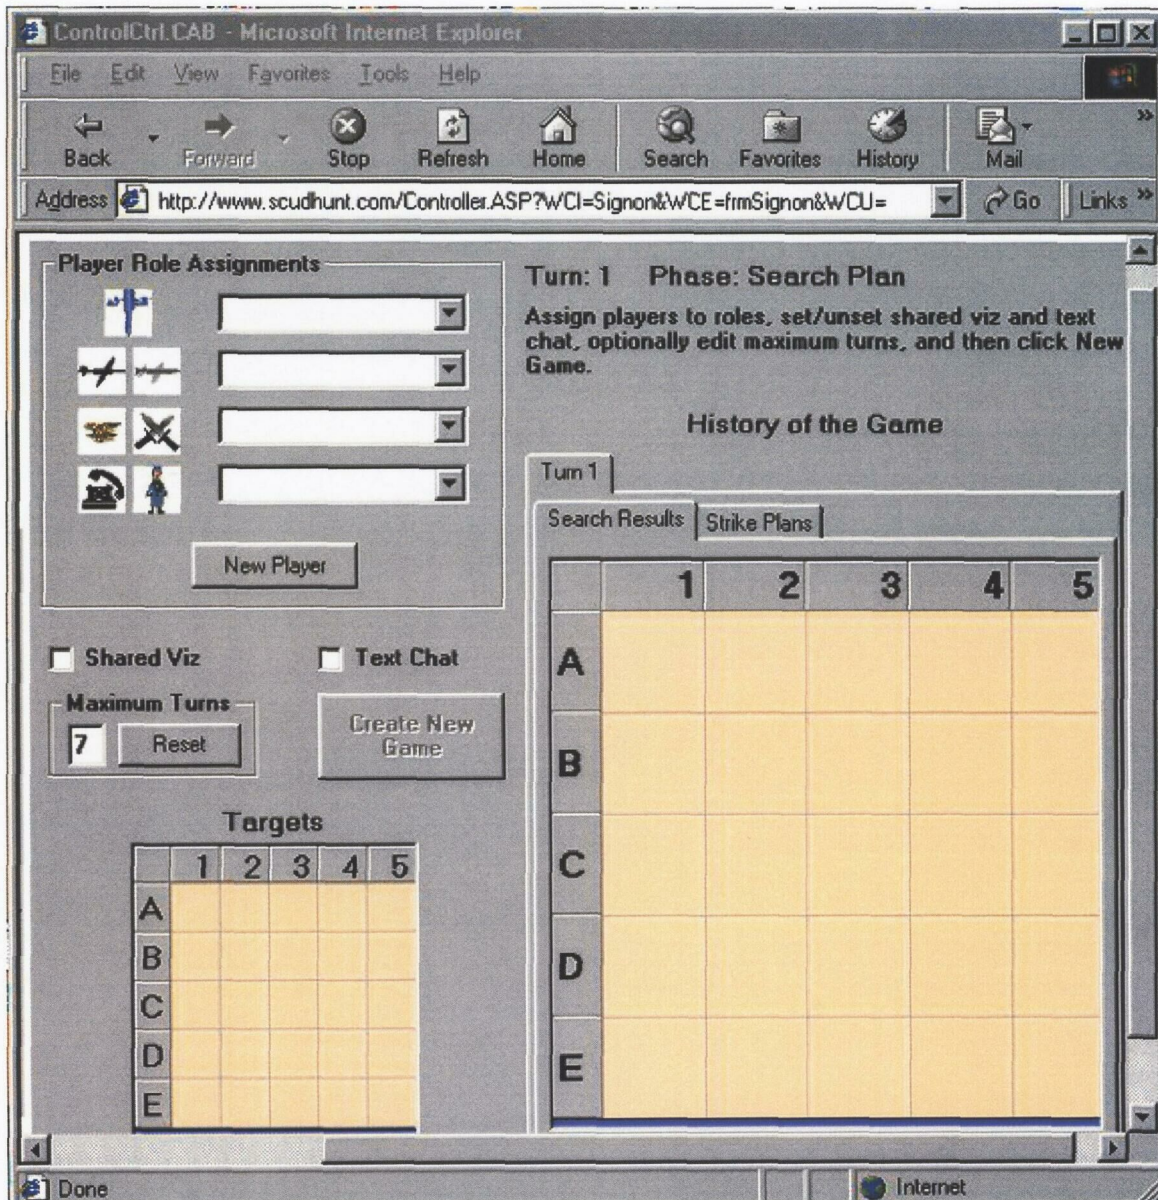 ControlCtrl.CAB - Microsoft Internet Explorer
File Edit View Favorites Tools Help
Back Forward Stop Refresh Home Search Favorites History Mail »
Address http://www.scudhunt.com/Controller.ASP?WCI=Signon&WCE=frmSignon&WCU= Go Links »
Player Role Assignments
New Player
Shared Viz Text Chat
Maximum Turns
7 Reset
Create New
Game
Targets
1 2 3 4 5
A
B
C
D
E
Turn: 1 Phase: Search Plan
Assign players to roles, set/unset shared viz and text
chat, optionally edit maximum turns, and then click New
Game.
History of the Game
Turn 1
Search Results Strike Plans
1 2 3 4 5
A
B
C
D
E
Done Internet